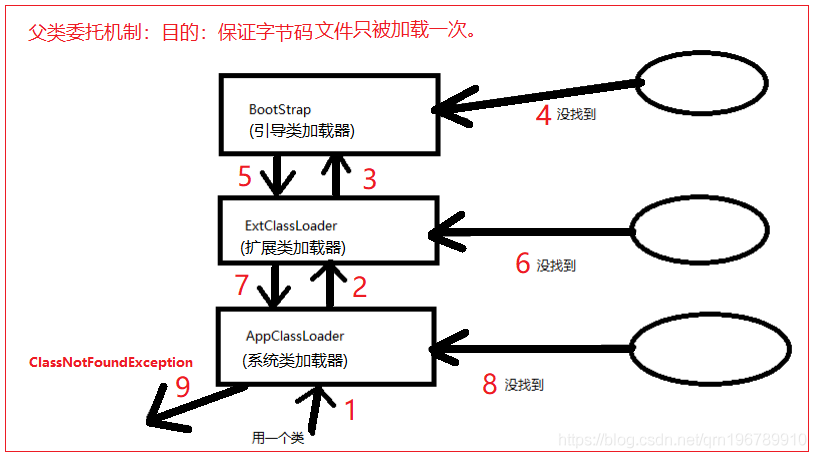 父类委托机制：目的：保证字节码文件只被加载一次。
BootStrap
(引导类加载器)
4 没找到
5
3
ExtClassLoader
(扩展类加载器)
6 没找到
7
2
AppClassLoader
(系统类加载器)
8 没找到
ClassNotFoundException
9
1
用一个类
https://blog.csdn.net/qm196789910